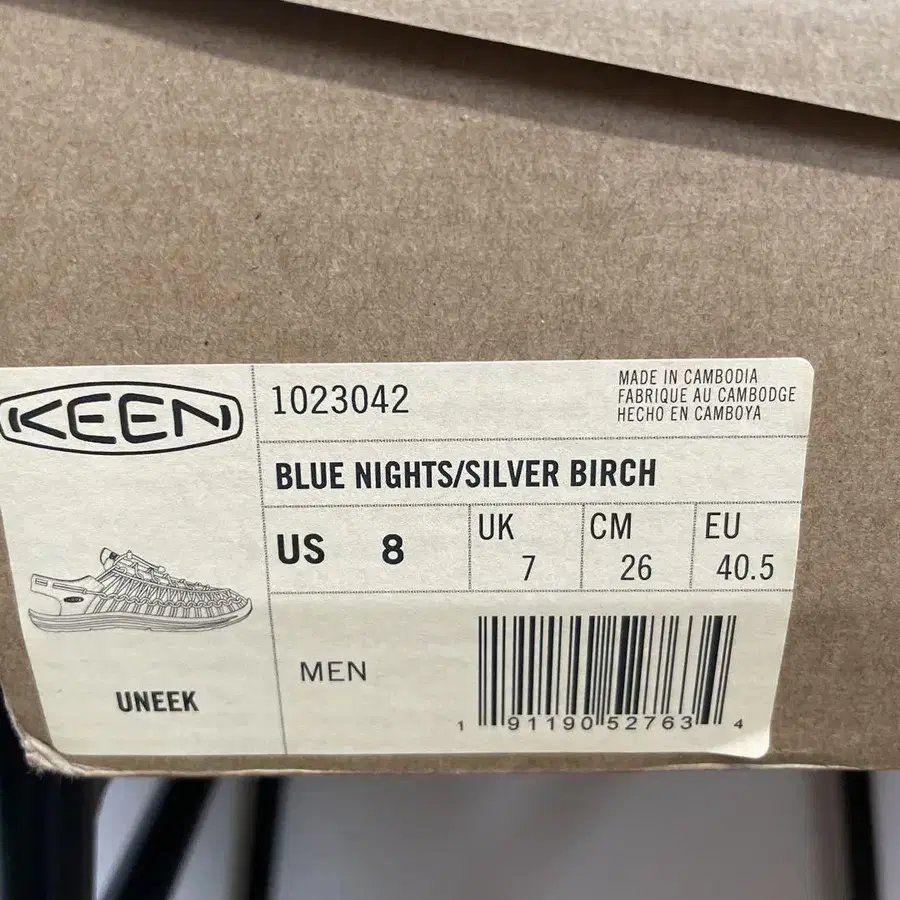 KEEN
1023042
MADE IN CAMBODIA
FABRIQUE AU CAMBODGE
HECHO EN CAMBOYA
BLUE NIGHTS/SILVER BIRCH
US 8
UK 7
CM 26
EU 40.5
MEN
UNEEK
1 91190 52763 4